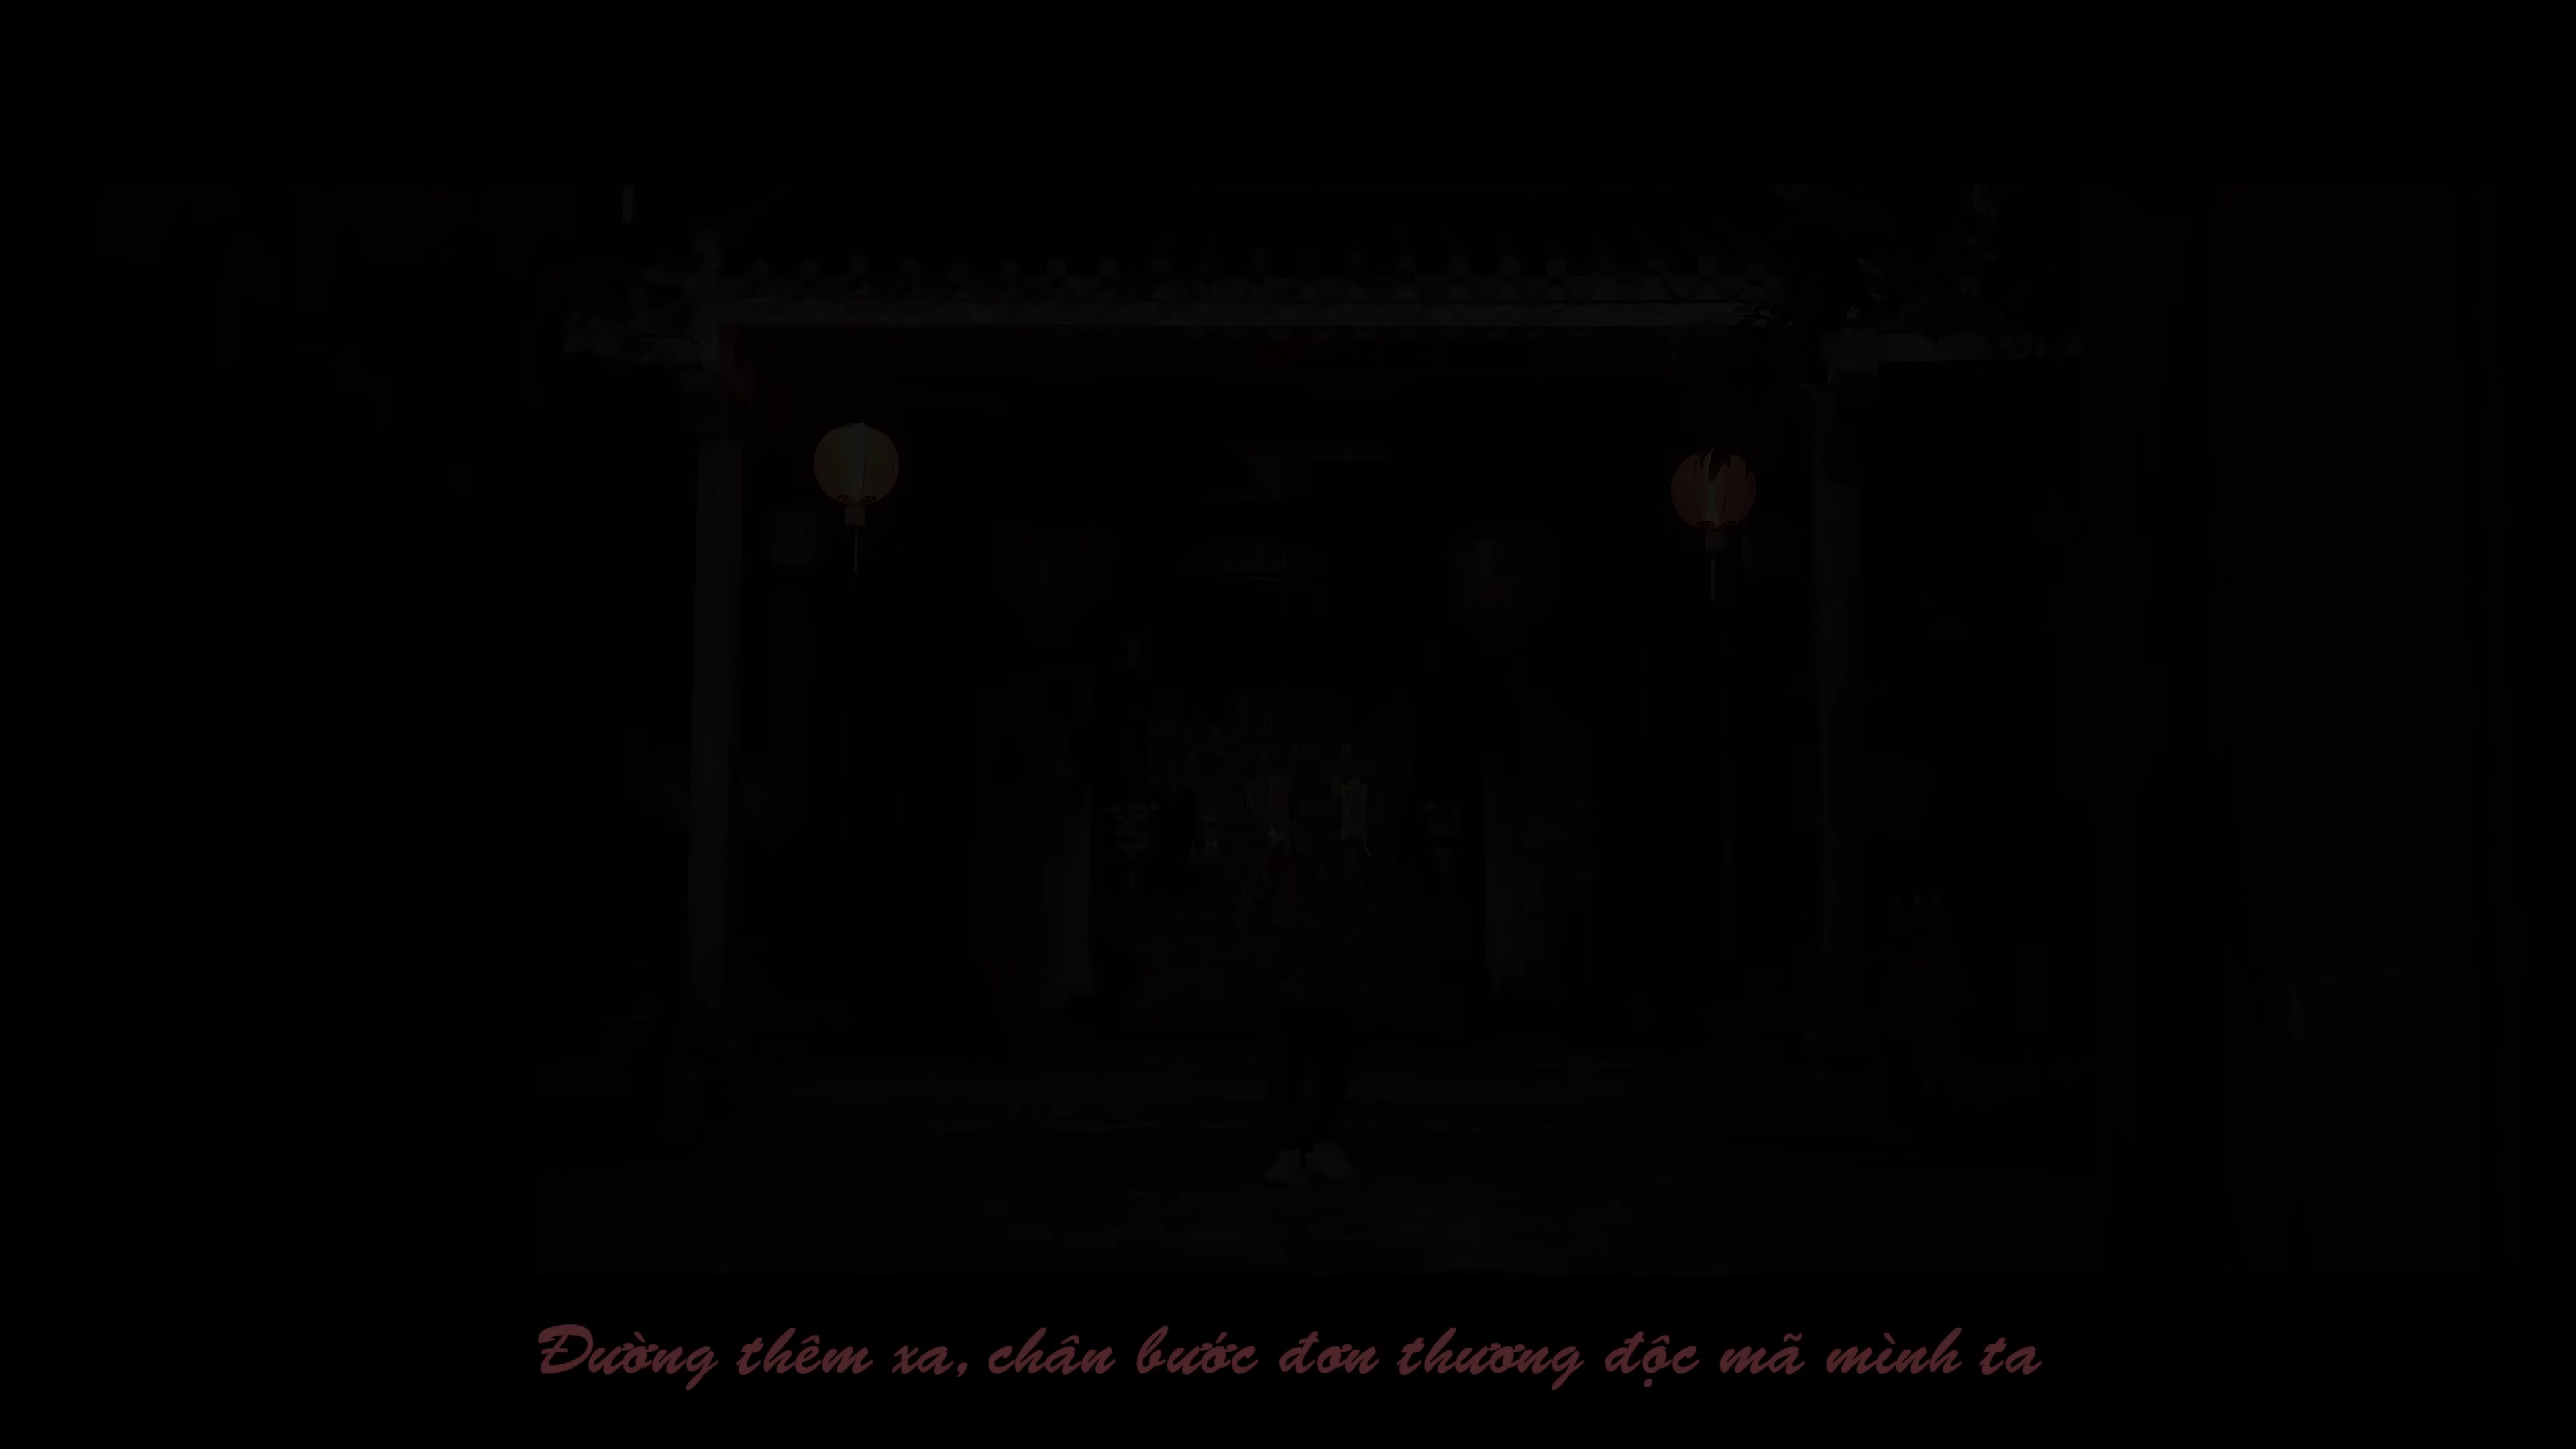 Đường thêm xa, chân bước đơn thương độc mã mình ta